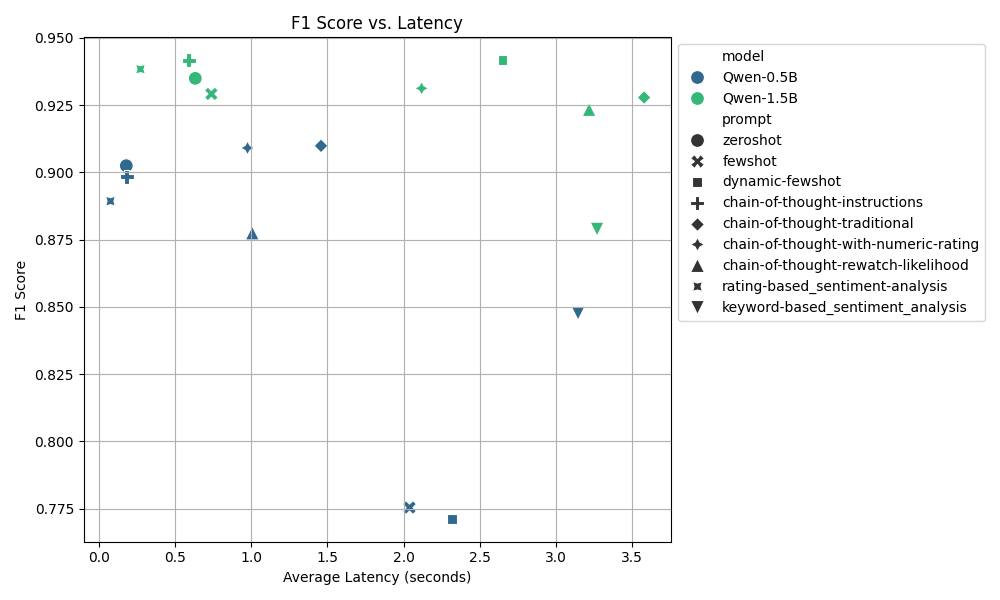 F1 Score vs. Latency
0.950
0.925
0.900
0.875
0.850
0.825
0.800
0.775
F1 Score
0.0 0.5 1.0 1.5 2.0 2.5 3.0 3.5
Average Latency (seconds)
model
Qwen-0.5B
Qwen-1.5B
prompt
zeroshot
fewshot
dynamic-fewshot
chain-of-thought-instructions
chain-of-thought-traditional
chain-of-thought-with-numeric-rating
chain-of-thought-rewatch-likelihood
rating-based_sentiment-analysis
keyword-based_sentiment_analysis